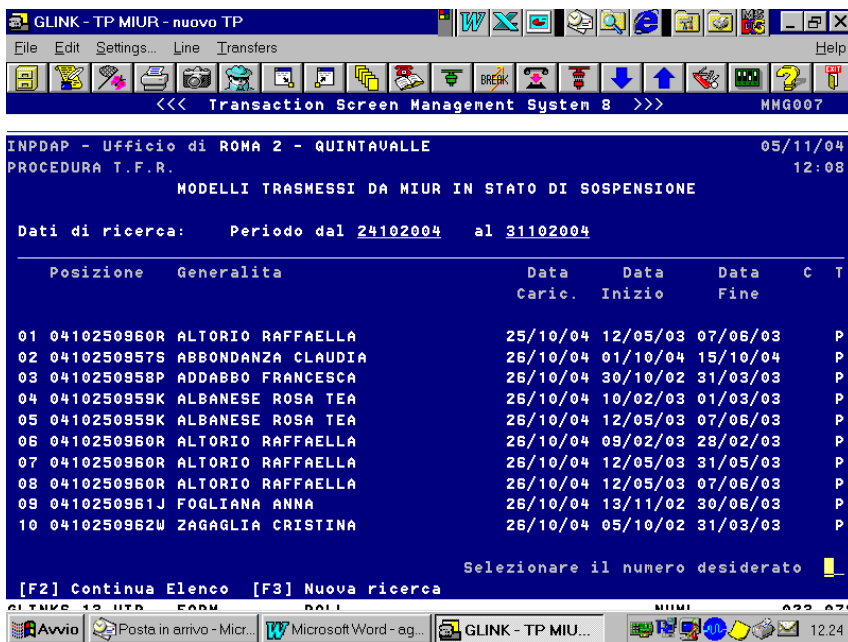 GLINK - TP MIUR - nuovo TP
File Edit Settings... Line Transfers Help
BREAK EXIT
<<< Transaction Screen Management System 8 >>> MMG007
INPDAP - Ufficio di ROMA 2 - QUINTAVALLE 05/11/04
PROCEDURA T.F.R. 12:08
MODELLI TRASMESSI DA MIUR IN STATO DI SOSPENSIONE
Dati di ricerca: Periodo dal 24102004 al 31102004
Posizione Generalita Data Data Data C T
Caric. Inizio Fine
01 0410250960R ALTORIO RAFFAELLA 25/10/04 12/05/03 07/06/03 P
02 0410250957S ABBONDANZA CLAUDIA 26/10/04 01/10/04 15/10/04 P
03 0410250958P ADDABBO FRANCESCA 26/10/04 30/10/02 31/03/03 P
04 0410250959K ALBANESE ROSA TEA 26/10/04 10/02/03 01/03/03 P
05 0410250959K ALBANESE ROSA TEA 26/10/04 12/05/03 07/06/03 P
06 0410250960R ALTORIO RAFFAELLA 26/10/04 09/02/03 28/02/03 P
07 0410250960R ALTORIO RAFFAELLA 26/10/04 12/05/03 31/05/03 P
08 0410250960R ALTORIO RAFFAELLA 26/10/04 12/05/03 07/06/03 P
09 0410250961J FOGLIANA ANNA 26/10/04 13/11/02 30/06/03 P
10 0410250962W ZAGAGLIA CRISTINA 26/10/04 05/10/02 31/03/03 P
Selezionare il numero desiderato
[F2] Continua Elenco [F3] Nuova ricerca
Avvio Posta in arrivo - Micr... Microsoft Word - ag... GLINK - TP MIU... 12.24